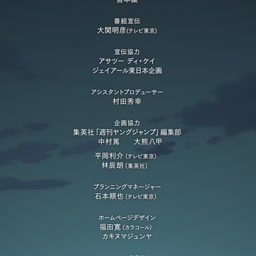 番組宣伝
大関明彦(テレビ東京)
宣伝協力
アサツー ディ・ケイ
ジェイアール東日本企画
アシスタントプロデューサー
村田秀幸
企画協力
集英社「週刊ヤングジャンプ」編集部
中村篤　大熊八甲
平岡利介(テレビ東京)
林辰朗(集英社)
プランニングマネージャー
石本順也(テレビ東京)
ホームページデザイン
福田寛(カラコール)
カキヌマジュンヤ